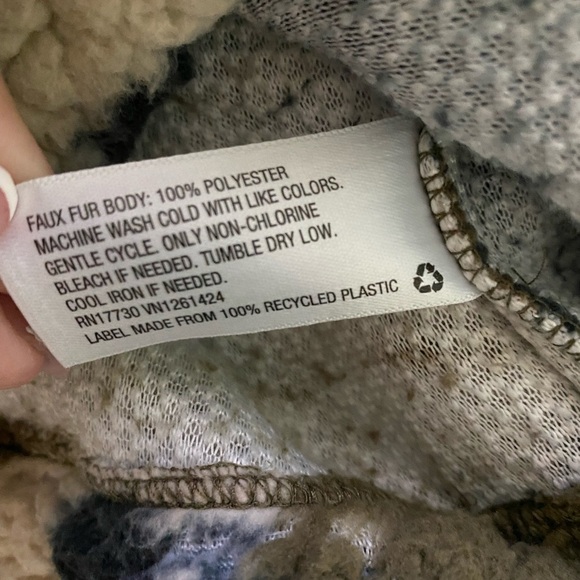 FAUX FUR BODY: 100% POLYESTER
MACHINE WASH COLD WITH LIKE COLORS.
GENTLE CYCLE. ONLY NON-CHLORINE
BLEACH IF NEEDED. TUMBLE DRY LOW.
COOL IRON IF NEEDED.
RN17730 VN1261424
LABEL MADE FROM 100% RECYCLED PLASTIC